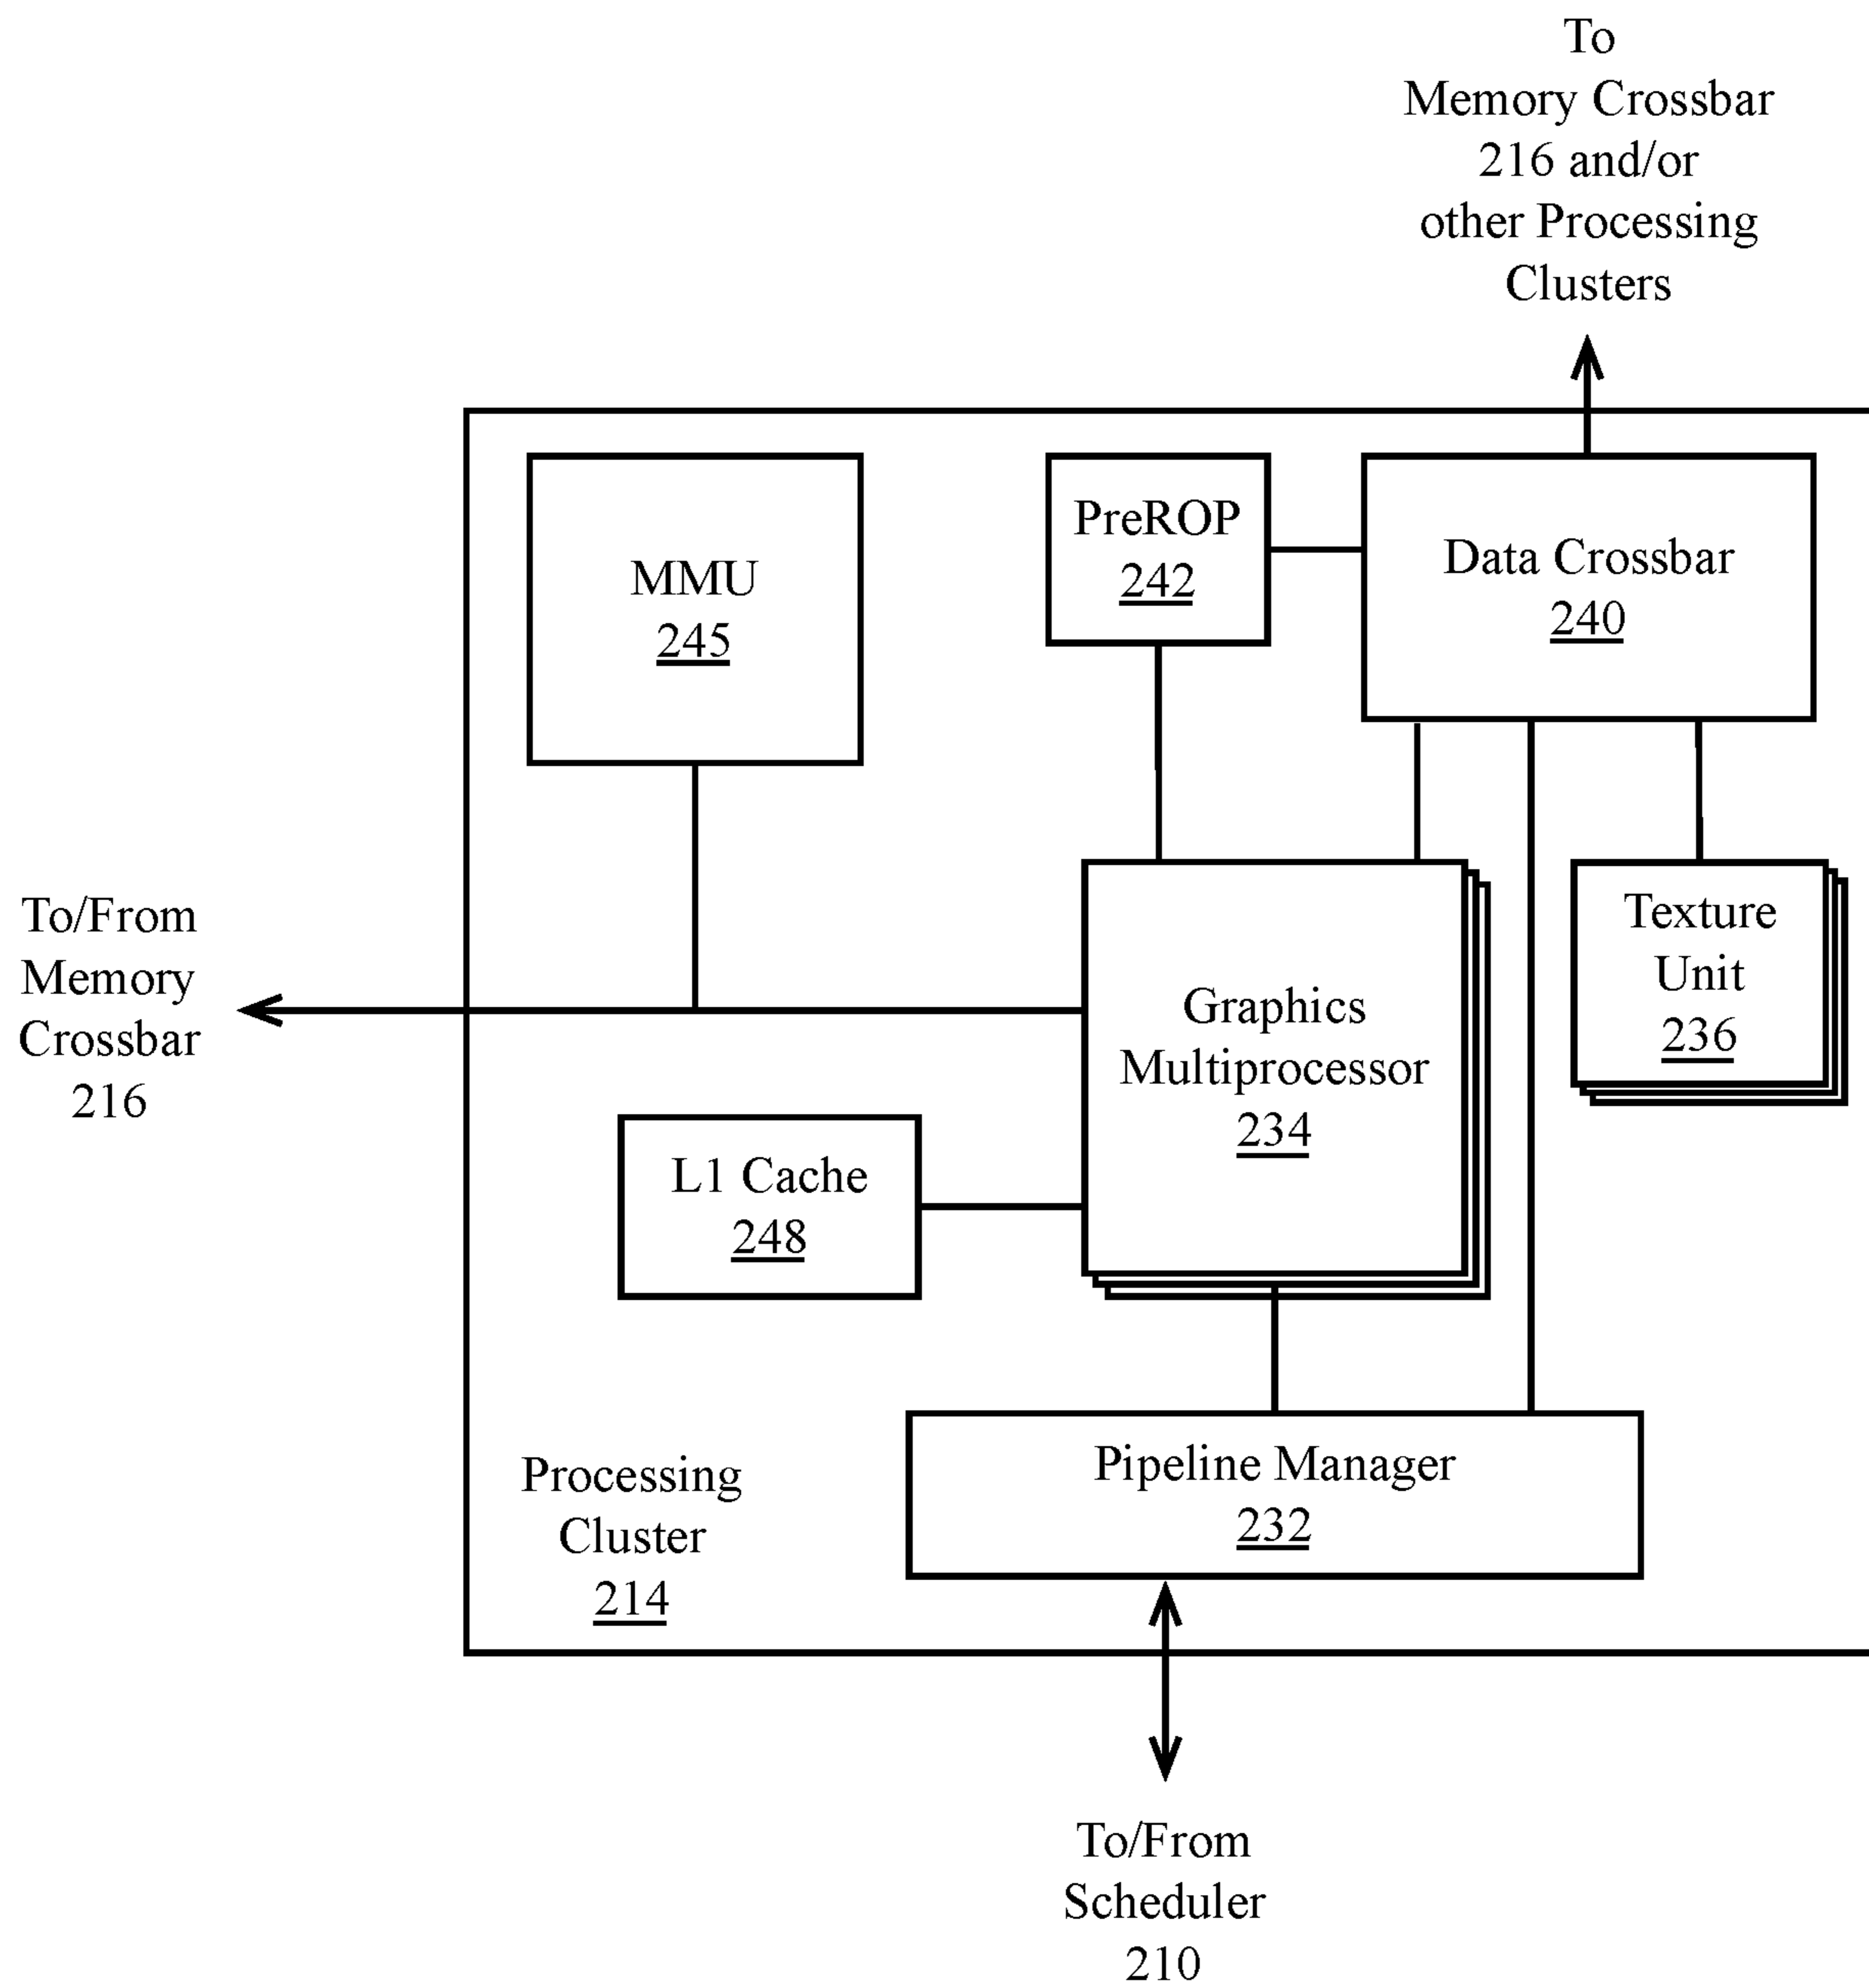 To
Memory Crossbar
216 and/or
other Processing
Clusters
MMU
245
PreROP
242
Data Crossbar
240
To/From
Memory
Crossbar
216
Graphics
Multiprocessor
234
Texture
Unit
236
L1 Cache
248
Pipeline Manager
232
Processing
Cluster
214
To/From
Scheduler
210